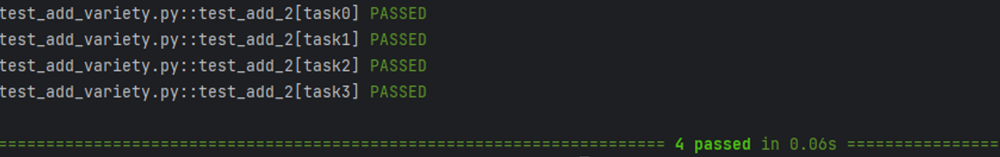 test_add_variety.py::test_add_2[task0] PASSED
test_add_variety.py::test_add_2[task1] PASSED
test_add_variety.py::test_add_2[task2] PASSED
test_add_variety.py::test_add_2[task3] PASSED
======================================================================= 4 passed in 0.06s ================